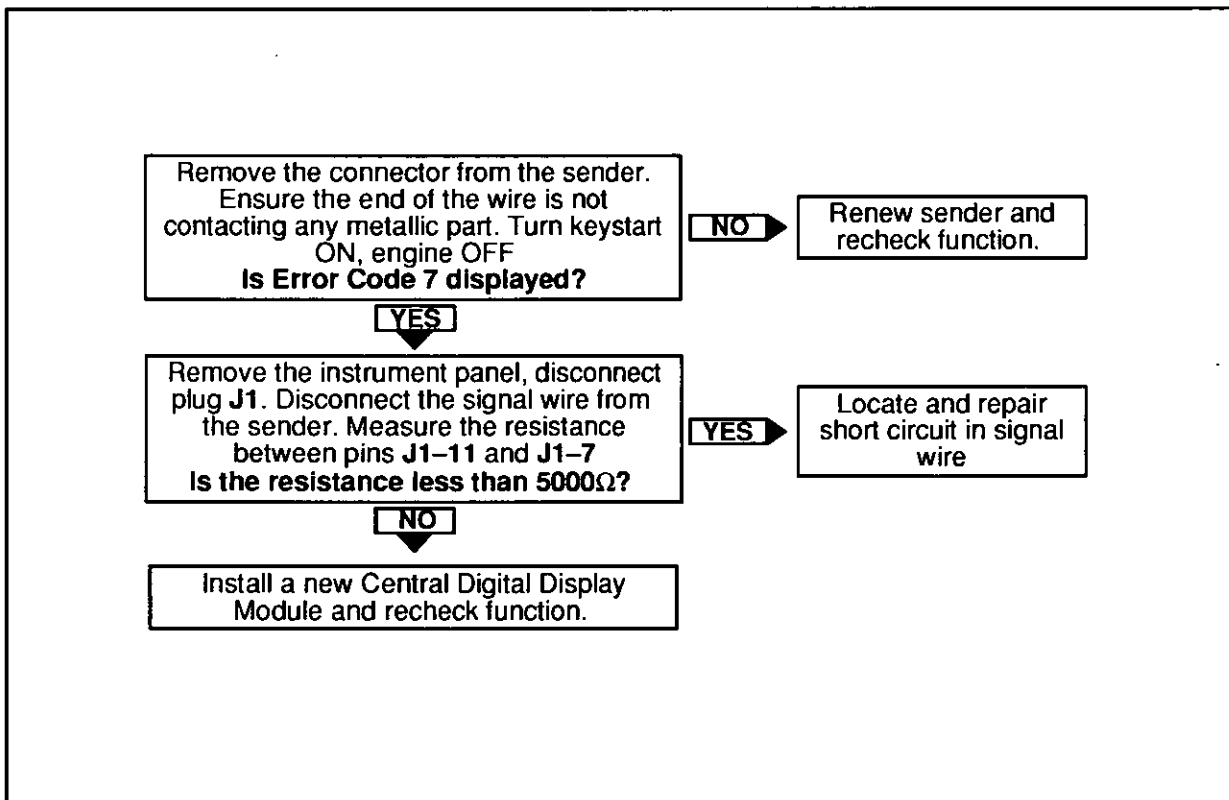 Remove the connector from the sender.
Ensure the end of the wire is not
contacting any metallic part. Turn keystart
ON, engine OFF
Is Error Code 7 displayed?
NO
Renew sender and
recheck function.
YES
Remove the instrument panel, disconnect
plug J1. Disconnect the signal wire from
the sender. Measure the resistance
between pins J1–11 and J1–7
Is the resistance less than 5000Ω?
YES
Locate and repair
short circuit in signal
wire
NO
Install a new Central Digital Display
Module and recheck function.